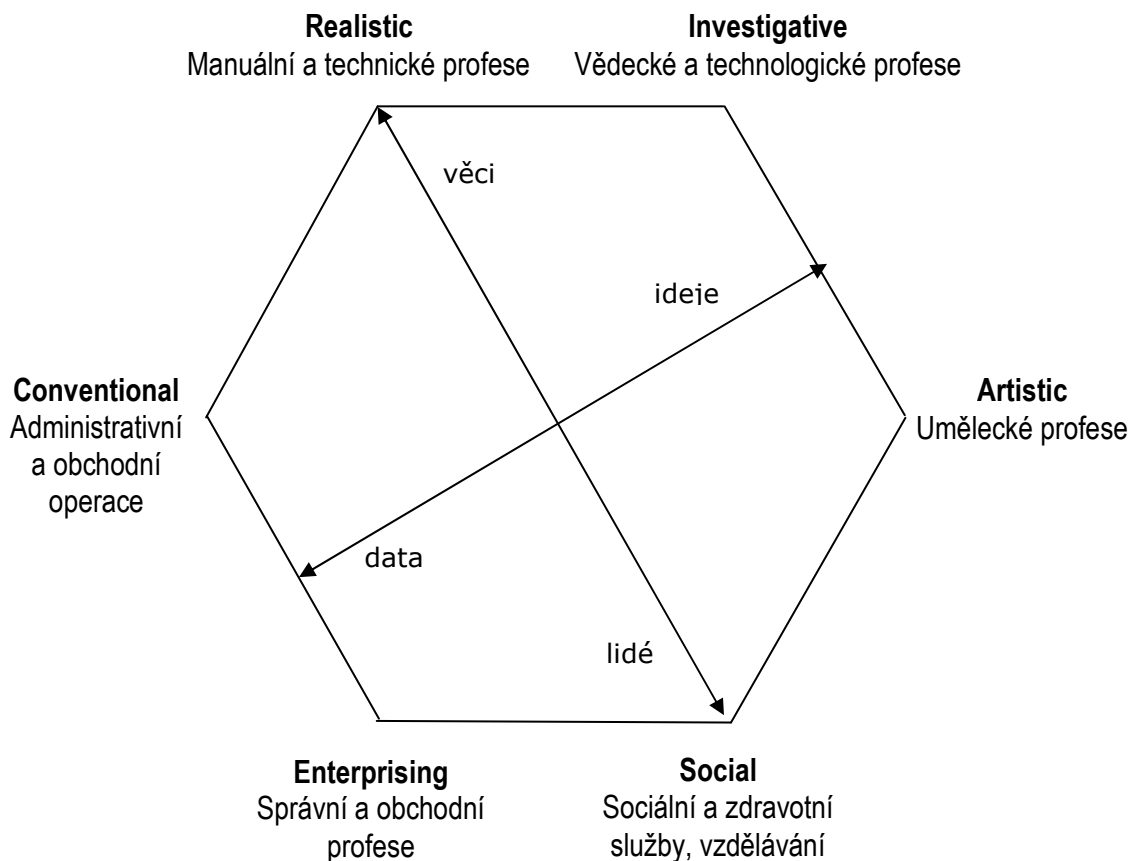 Realistic
Manuální a technické profese
Investigative
Vědecké a technologické profese
věci
ideje
Conventional
Administrativní
a obchodní
operace
Artistic
Umělecké profese
data
lidé
Enterprising
Správní a obchodní
profese
Social
Sociální a zdravotní
služby, vzdělávání